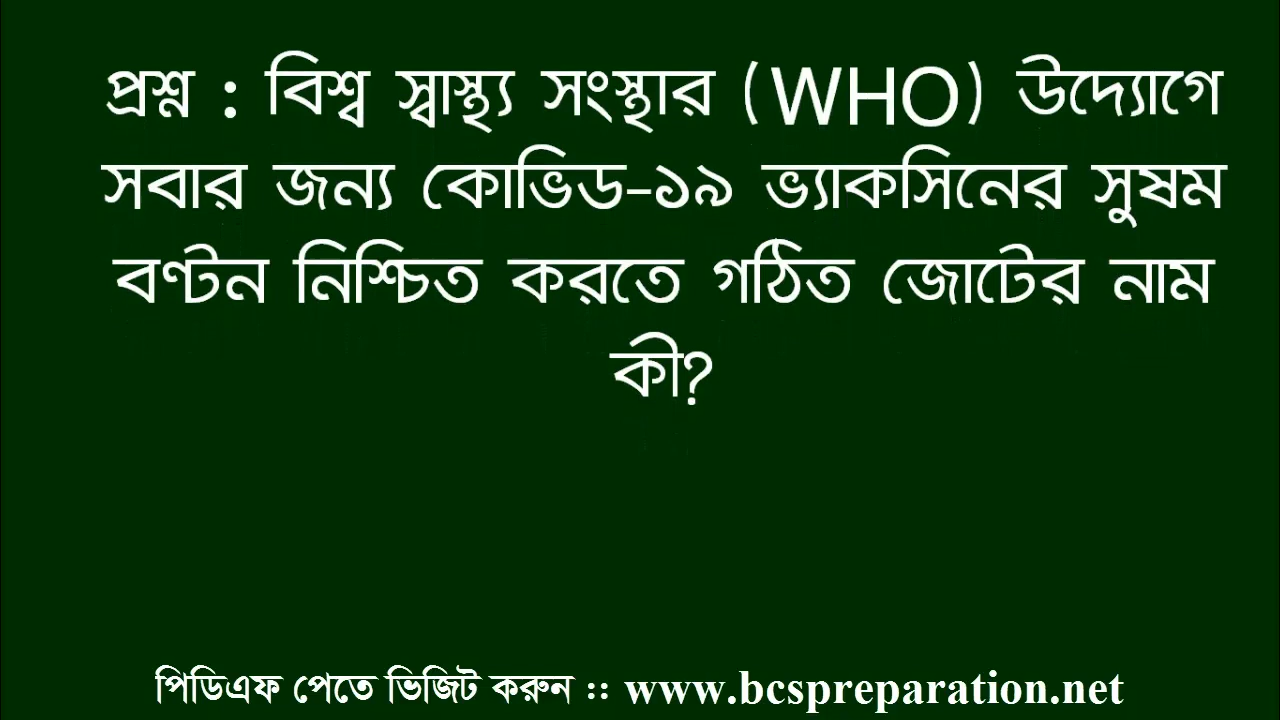 প্রশ্ন : বিশ্ব স্বাস্থ্য সংস্থার (WHO) উদ্যোগে
সবার জন্য কোভিড-১৯ ভ্যাকসিনের সুষম
বণ্টন নিশ্চিত করতে গঠিত জোটের নাম
কী?
পিডিএফ পেতে ভিজিট করুন :: www.bcspreparation.net